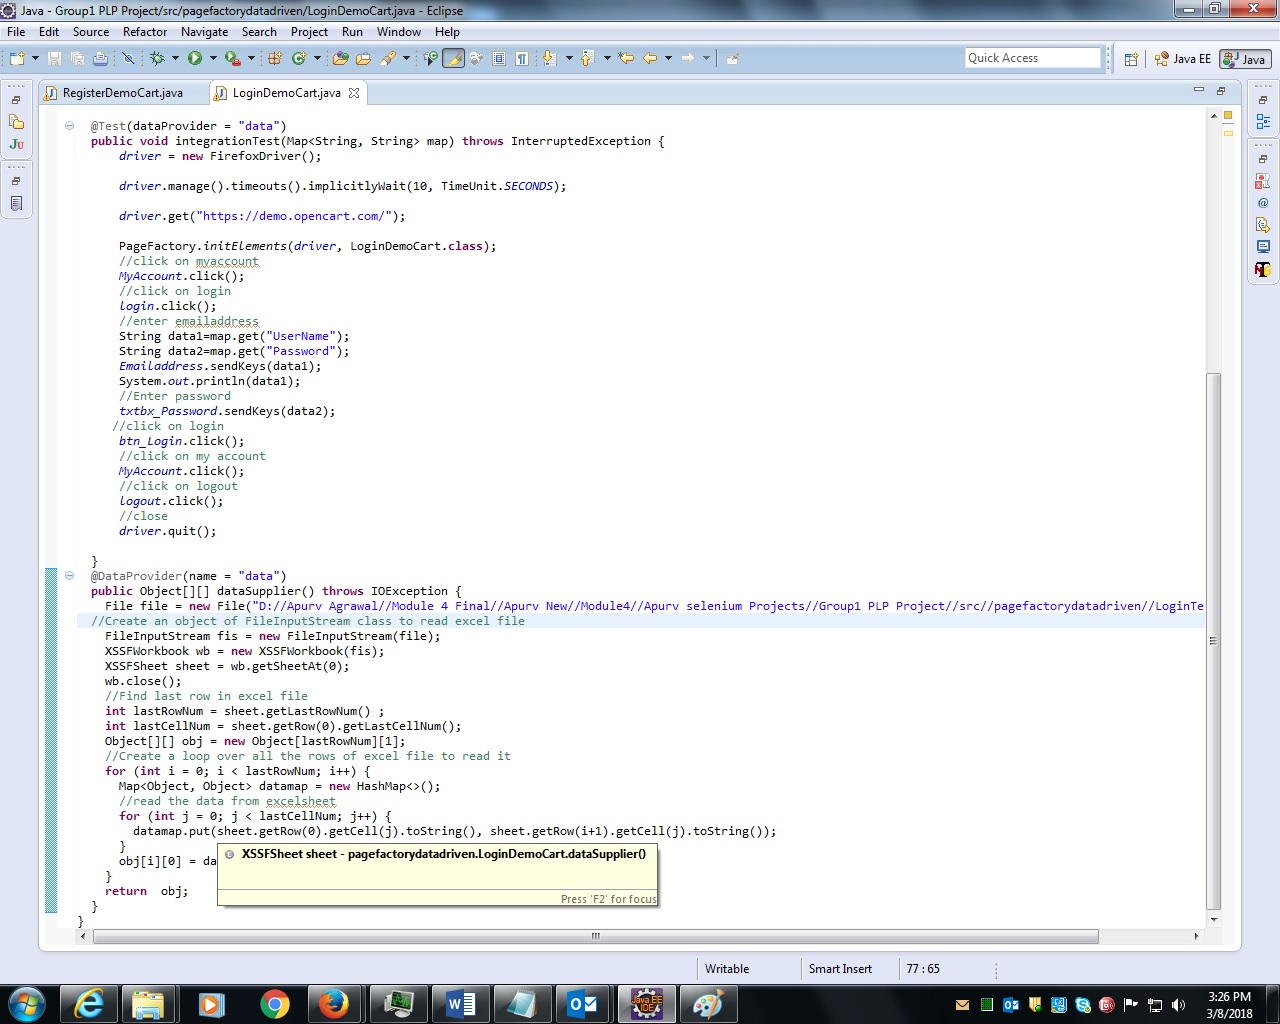 Java - Group1 PLP Project/src/pagefactorydatadriven/LoginDemoCart.java - Eclipse
File Edit Source Refactor Navigate Search Project Run Window Help
Quick Access
Java EE
Java
RegisterDemoCart.java
LoginDemoCart.java
@Test(dataProvider = "data")
public void integrationTest(Map<String, String> map) throws InterruptedException {
driver = new FirefoxDriver();
driver.manage().timeouts().implicitlyWait(10, TimeUnit.SECONDS);
driver.get("https://demo.opencart.com/");
PageFactory.initElements(driver, LoginDemoCart.class);
//click on myaccount
MyAccount.click();
//click on login
login.click();
//enter emailaddress
String data1=map.get("UserName");
String data2=map.get("Password");
Emailaddress.sendKeys(data1);
System.out.println(data1);
//Enter password
txtbx_Password.sendKeys(data2);
//click on login
btn_Login.click();
//click on my account
MyAccount.click();
//click on logout
logout.click();
//close
driver.quit();
}
@DataProvider(name = "data")
public Object[][] dataSupplier() throws IOException {
File file = new File("D://Apurv Agrawal//Module 4 Final//Apurv New//Module4//Apurv selenium Projects//Group1 PLP Project//src//pagefactorydatadriven//LoginTe
//Create an object of FileInputStream class to read excel file
FileInputStream fis = new FileInputStream(file);
XSSFWorkbook wb = new XSSFWorkbook(fis);
XSSFSheet sheet = wb.getSheetAt(0);
wb.close();
//Find last row in excel file
int lastRowNum = sheet.getLastRowNum() ;
int lastCellNum = sheet.getRow(0).getLastCellNum();
Object[][] obj = new Object[lastRowNum][1];
//Create a loop over all the rows of excel file to read it
for (int i = 0; i < lastRowNum; i++) {
Map<Object, Object> datamap = new HashMap<>();
//read the data from excelsheet
for (int j = 0; j < lastCellNum; j++) {
datamap.put(sheet.getRow(0).getCell(j).toString(), sheet.getRow(i+1).getCell(j).toString());
}
obj[i][0] = da
XSSFSheet sheet - pagefactorydatadriven.LoginDemoCart.dataSupplier()
Press 'F2' for focus
}
return obj;
}
}
Writable
Smart Insert
77 : 65
3:26 PM
3/8/2018